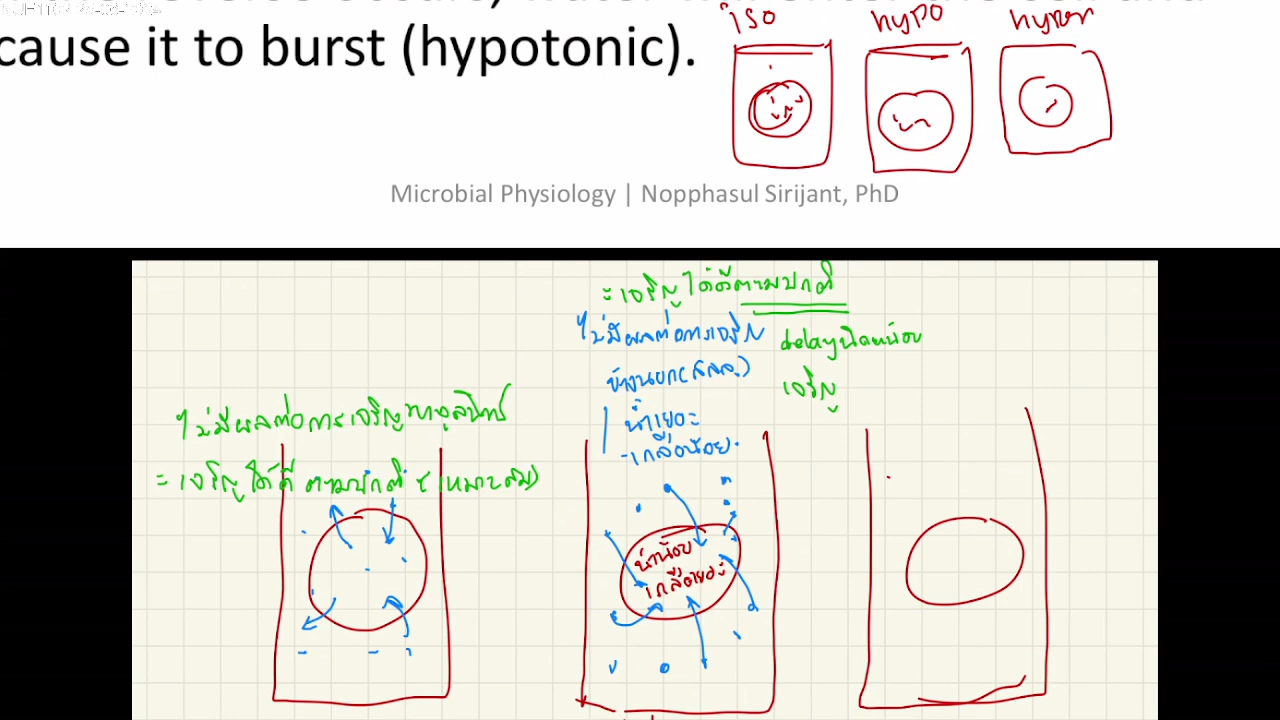 cause it to burst (hypotonic).
iso
hypo
hyper
Microbial Physiology | Nopphasul Sirijant, PhD
= เจริญได้ดีตามปกติ
ไม่มีผลต่อการเจริญ
delayนิดหน่อย
ข้างนอก(สลล.)
เจริญ
ไม่มีผลต่อการเจริญ
น้ำเยอะ
-เกลือน้อย.
= เจริญได้ดี ตามปกติ (เหมาะสม)
น้ำน้อย
เกลือเยอะ